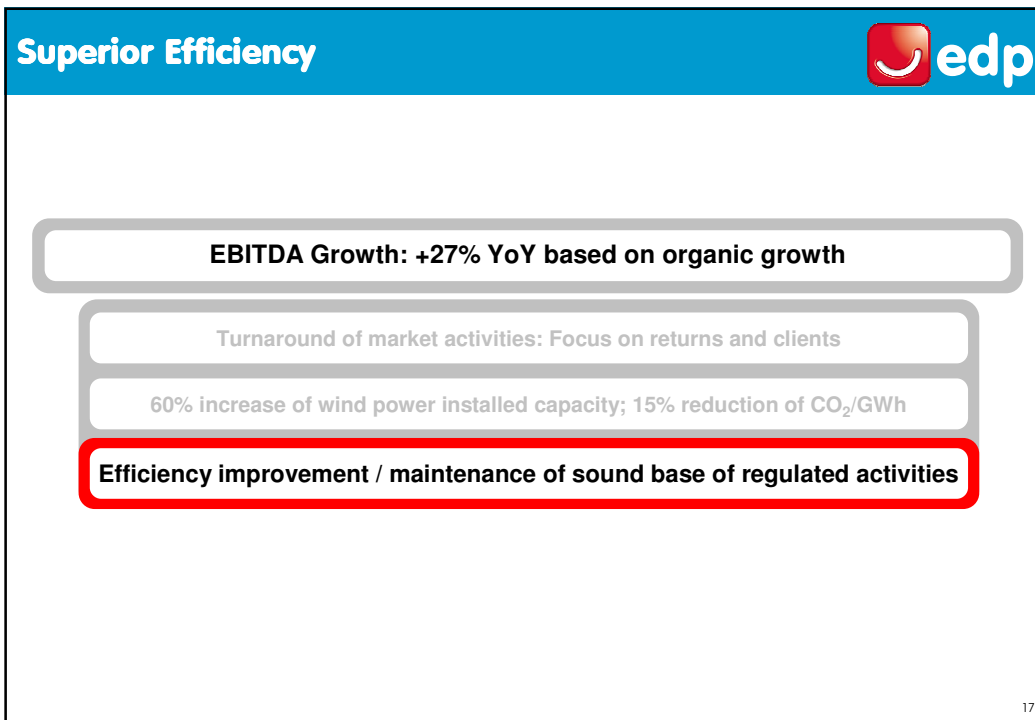 Superior Efficiency
edp
EBITDA Growth: +27% YoY based on organic growth
Turnaround of market activities: Focus on returns and clients
60% increase of wind power installed capacity; 15% reduction of CO₂/GWh
Efficiency improvement / maintenance of sound base of regulated activities
17